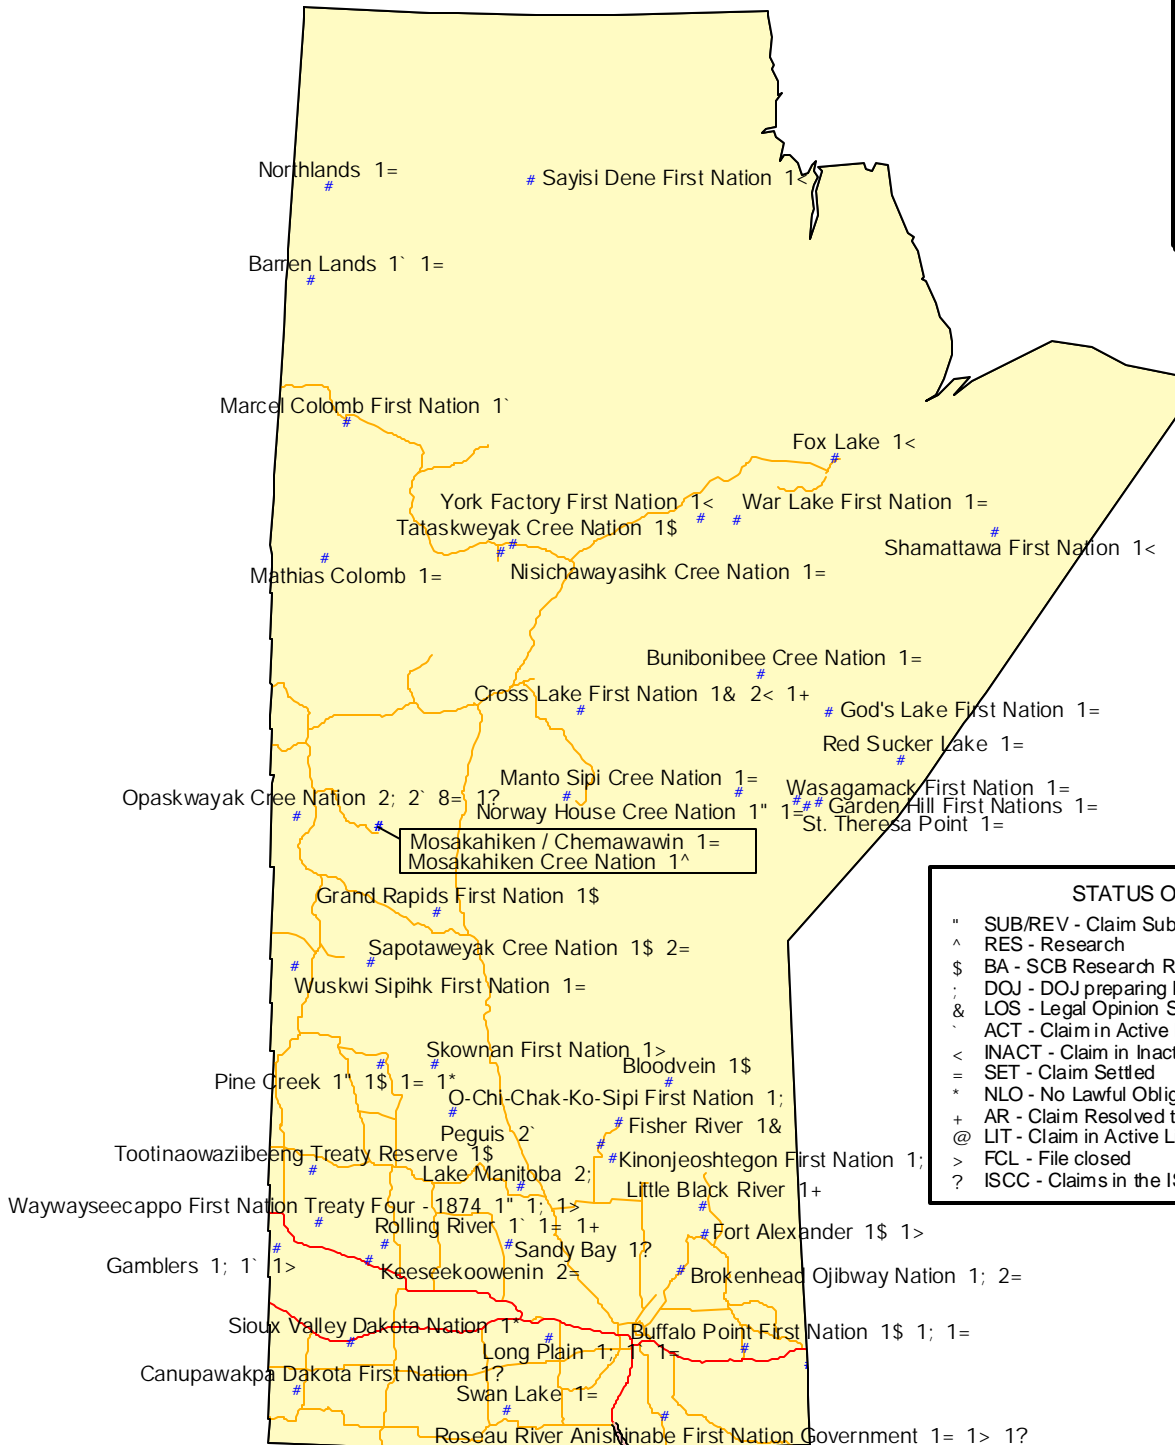 Northlands 1=
Sayisi Dene First Nation 1<
Barren Lands 1` 1=
Marcel Colomb First Nation 1`
Fox Lake 1<
York Factory First Nation 1<
War Lake First Nation 1=
Tataskweyak Cree Nation 1$
Shamattawa First Nation 1<
Mathias Colomb 1=
Nisichawayasihk Cree Nation 1=
Bunibonibee Cree Nation 1=
Cross Lake First Nation 1& 2< 1+
God's Lake First Nation 1=
Red Sucker Lake 1=
Manto Sipi Cree Nation 1=
Wasagamack First Nation 1=
Opaskwayak Cree Nation 2; 2` 8= 1?
Garden Hill First Nations 1=
Norway House Cree Nation 1" 1=
St. Theresa Point 1=
Mosakahiken / Chemawawin 1=
Mosakahiken Cree Nation 1^
Grand Rapids First Nation 1$
Sapotaweyak Cree Nation 1$ 2=
Wuskwi Sipihk First Nation 1=
Skownan First Nation 1>
Bloodvein 1$
Pine Creek 1" 1$ 1= 1*
O-Chi-Chak-Ko-Sipi First Nation 1;
Fisher River 1&
Peguis 2`
Tootinaowaziibeeng Treaty Reserve 1$
Kinonjeoshtegon First Nation 1;
Lake Manitoba 2;
Little Black River 1+
Waywayseecappo First Nation Treaty Four - 1874 1" 1; 1>
Rolling River 1` 1= 1+
Fort Alexander 1$ 1>
Sandy Bay 1?
Gamblers 1; 1` 1>
Keeseekoowenin 2=
Brokenhead Ojibway Nation 1; 2=
Sioux Valley Dakota Nation 1*
Buffalo Point First Nation 1$ 1; 1=
Long Plain 1; 1` 1=
Canupawakpa Dakota First Nation 1?
Swan Lake 1=
Roseau River Anishinabe First Nation Government 1= 1> 1?
STATUS O
" SUB/REV - Claim Sub
^ RES - Research
$ BA - SCB Research R
; DOJ - DOJ preparing
& LOS - Legal Opinion S
` ACT - Claim in Active
< INACT - Claim in Inact
= SET - Claim Settled
* NLO - No Lawful Oblig
+ AR - Claim Resolved t
@ LIT - Claim in Active L
> FCL - File closed
? ISCC - Claims in the IS